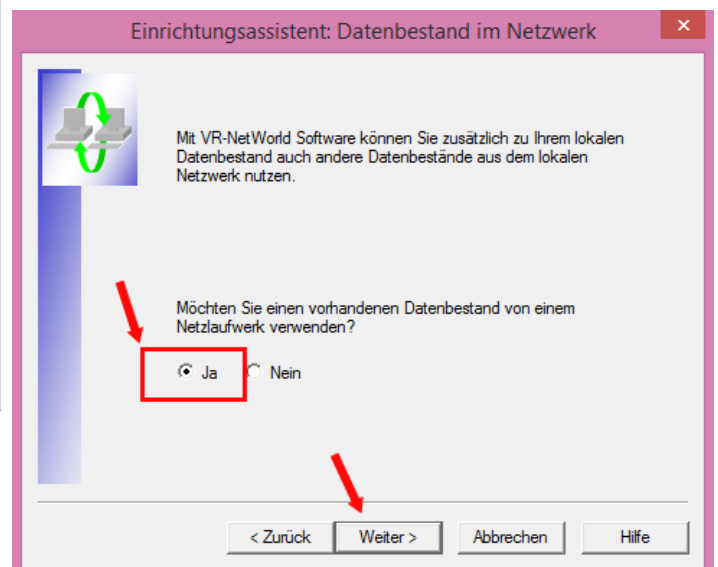 Einrichtungsassistent: Datenbestand im Netzwerk
Mit VR-NetWorld Software können Sie zusätzlich zu Ihrem lokalen
Datenbestand auch andere Datenbestände aus dem lokalen
Netzwerk nutzen.
Möchten Sie einen vorhandenen Datenbestand von einem
Netzlaufwerk verwenden?
Ja Nein
< Zurück Weiter > Abbrechen Hilfe